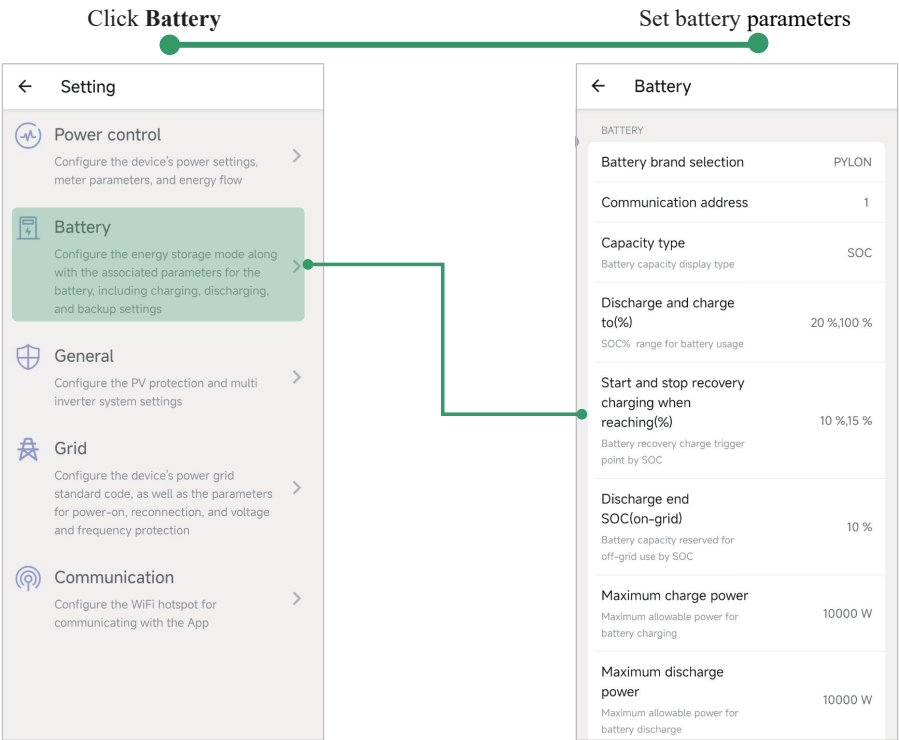 Click Battery
Set battery parameters
Setting
Power control
Configure the device's power settings,
meter parameters, and energy flow
Battery
Configure the energy storage mode along
with the associated parameters for the
battery, including charging, discharging,
and backup settings
General
Configure the PV protection and multi
inverter system settings
Grid
Configure the device's power grid
standard code, as well as the parameters
for power-on, reconnection, and voltage
and frequency protection
Communication
Configure the WiFi hotspot for
communicating with the App
Battery
BATTERY
Battery brand selection
PYLON
Communication address
1
Capacity type
Battery capacity display type
SOC
Discharge and charge
to(%)
SOC% range for battery usage
20 %,100 %
Start and stop recovery
charging when
reaching(%)
Battery recovery charge trigger
point by SOC
10 %,15 %
Discharge end
SOC(on-grid)
Battery capacity reserved for
off-grid use by SOC
10 %
Maximum charge power
Maximum allowable power for
battery charging
10000 W
Maximum discharge
power
Maximum allowable power for
battery discharge
10000 W